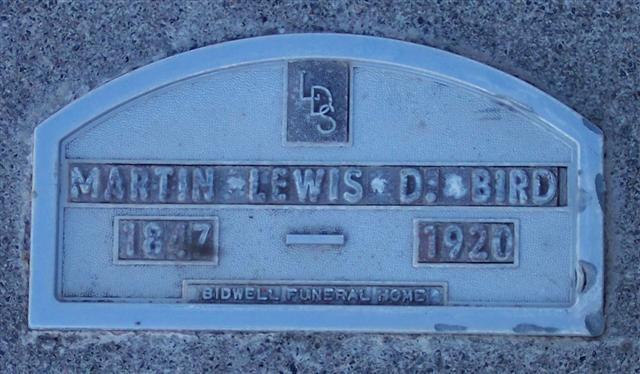 LDS
MARTIN LEWIS D. BIRD
1847 — 1920
BIDWELL FUNERAL HOME